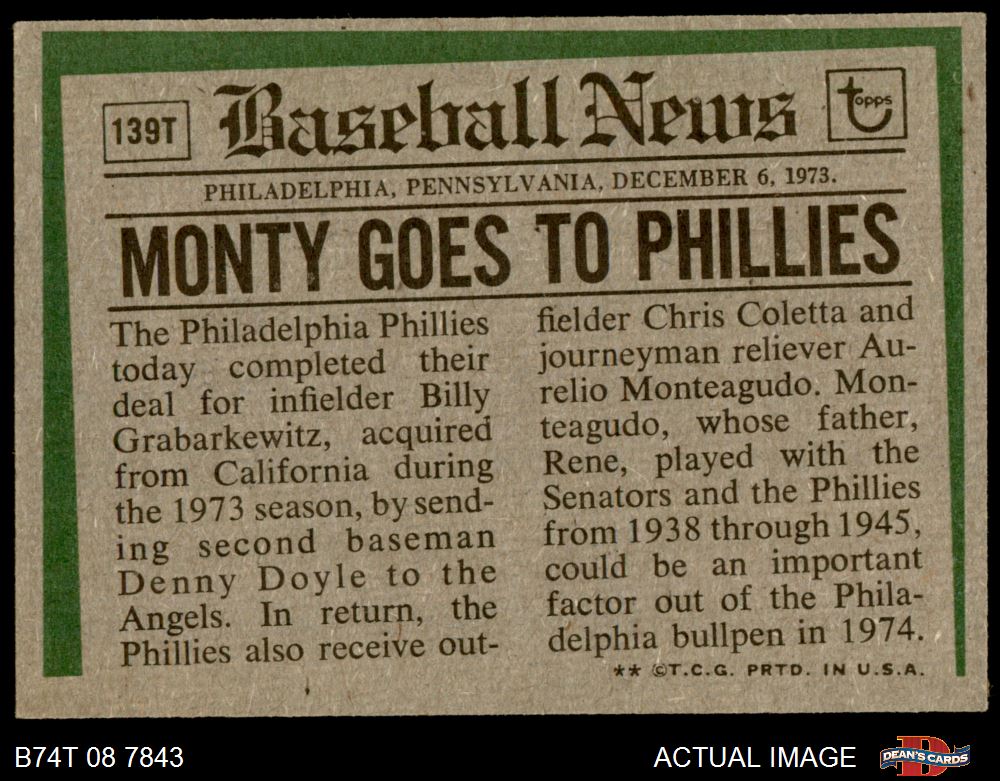 139T
Baseball News
topps
PHILADELPHIA, PENNSYLVANIA, DECEMBER 6, 1973.
MONTY GOES TO PHILLIES
The Philadelphia Phillies
today completed their
deal for infielder Billy
Grabarkewitz, acquired
from California during
the 1973 season, by send-
ing second baseman
Denny Doyle to the
Angels. In return, the
Phillies also receive out-
fielder Chris Coletta and
journeyman reliever Au-
relio Monteagudo. Mon-
teagudo, whose father,
Rene, played with the
Senators and the Phillies
from 1938 through 1945,
could be an important
factor out of the Phila-
delphia bullpen in 1974.
** ©T.C.G. PRTD. IN U.S.A.
B74T 08 7843
ACTUAL IMAGE
D
DEAN'S CARDS